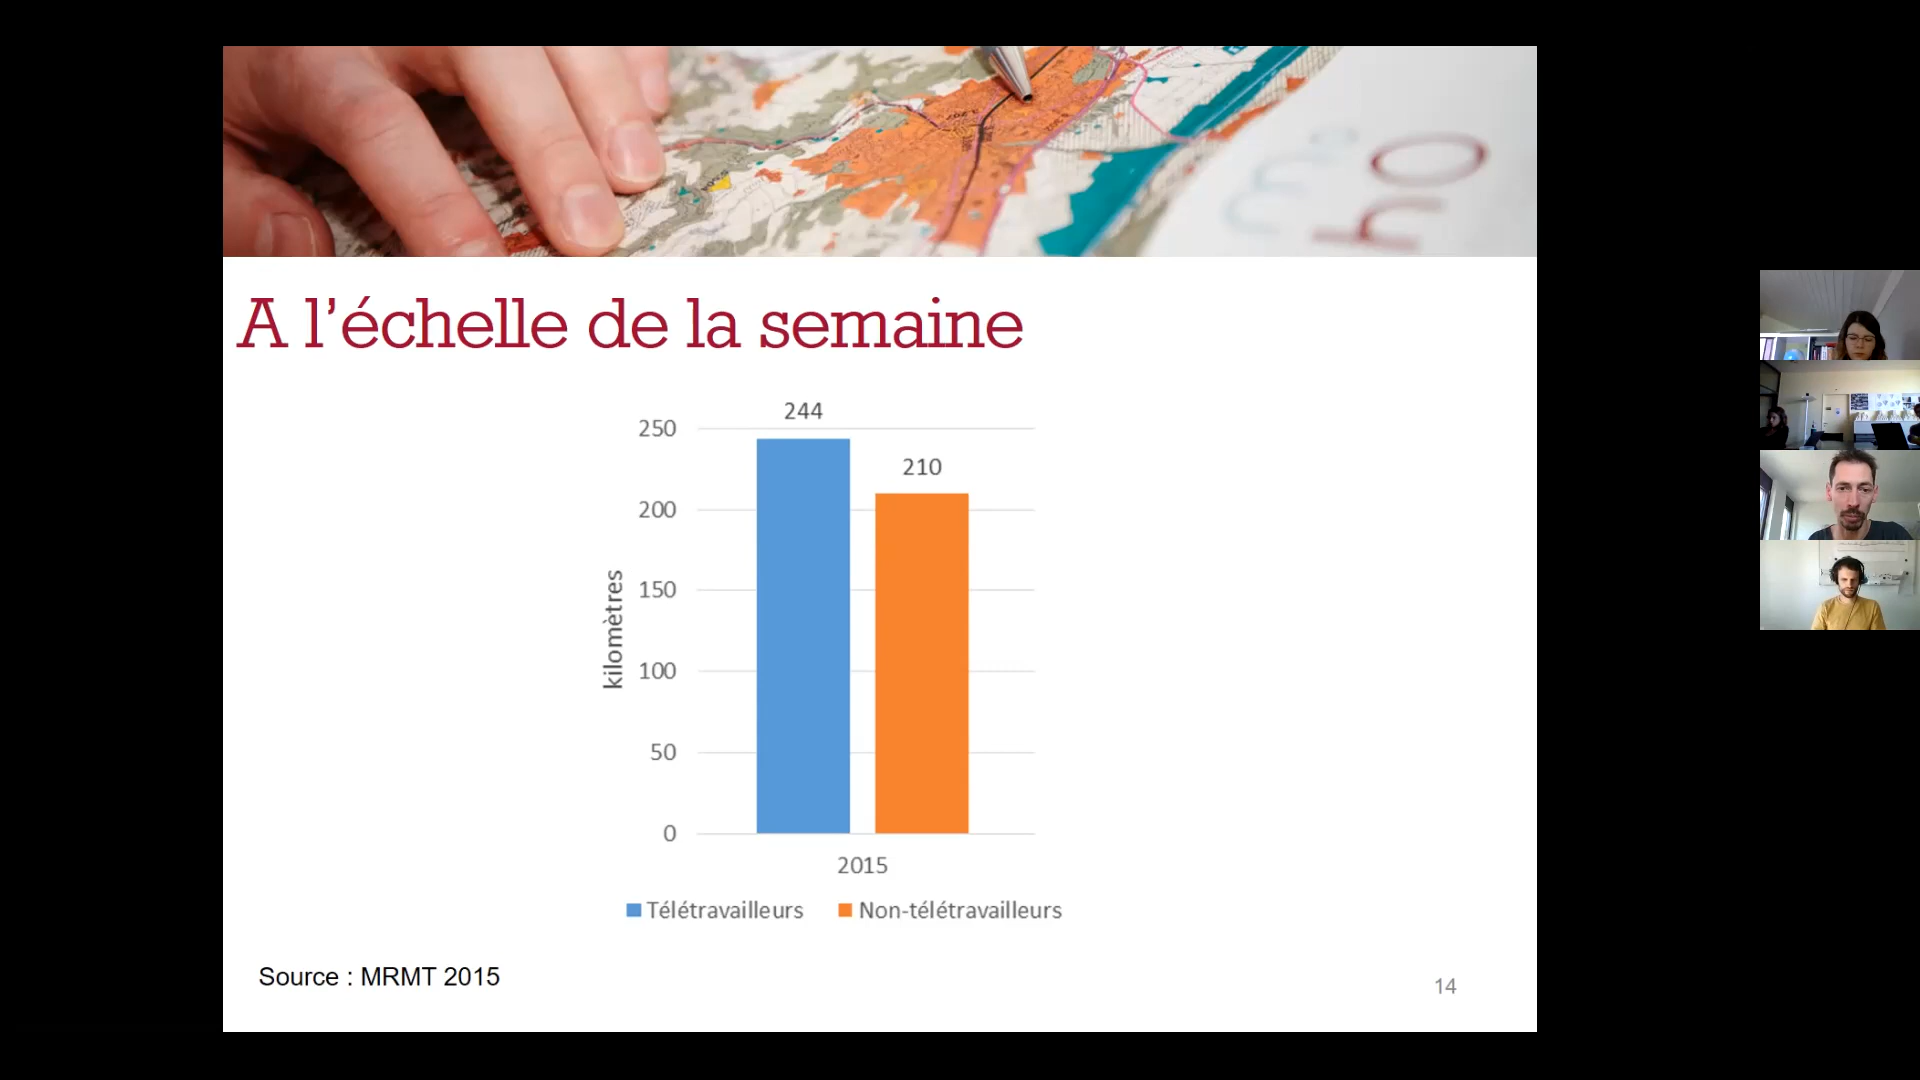 A l’échelle de la semaine
244
210
250
200
150
100
50
0
kilomètres
2015
Télétravailleurs
Non-télétravailleurs
Source : MRMT 2015
14